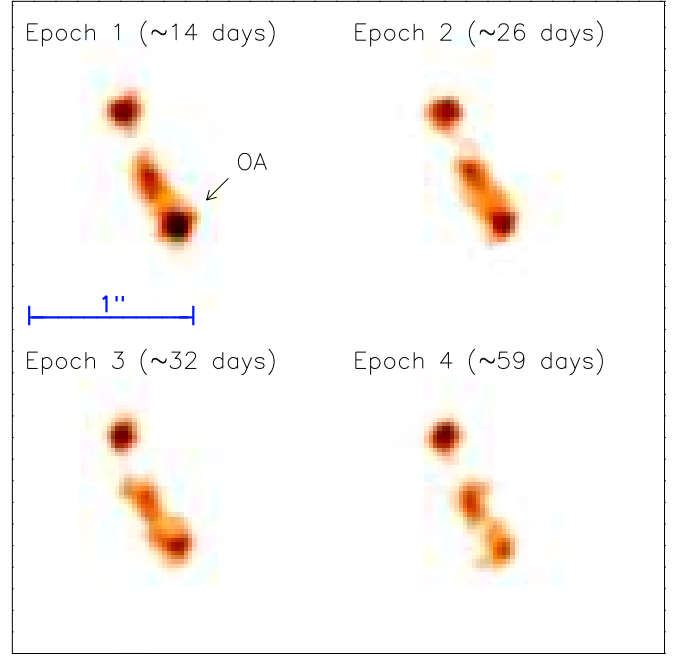 Epoch 1 (~14 days)
Epoch 2 (~26 days)
OA
1"
Epoch 3 (~32 days)
Epoch 4 (~59 days)